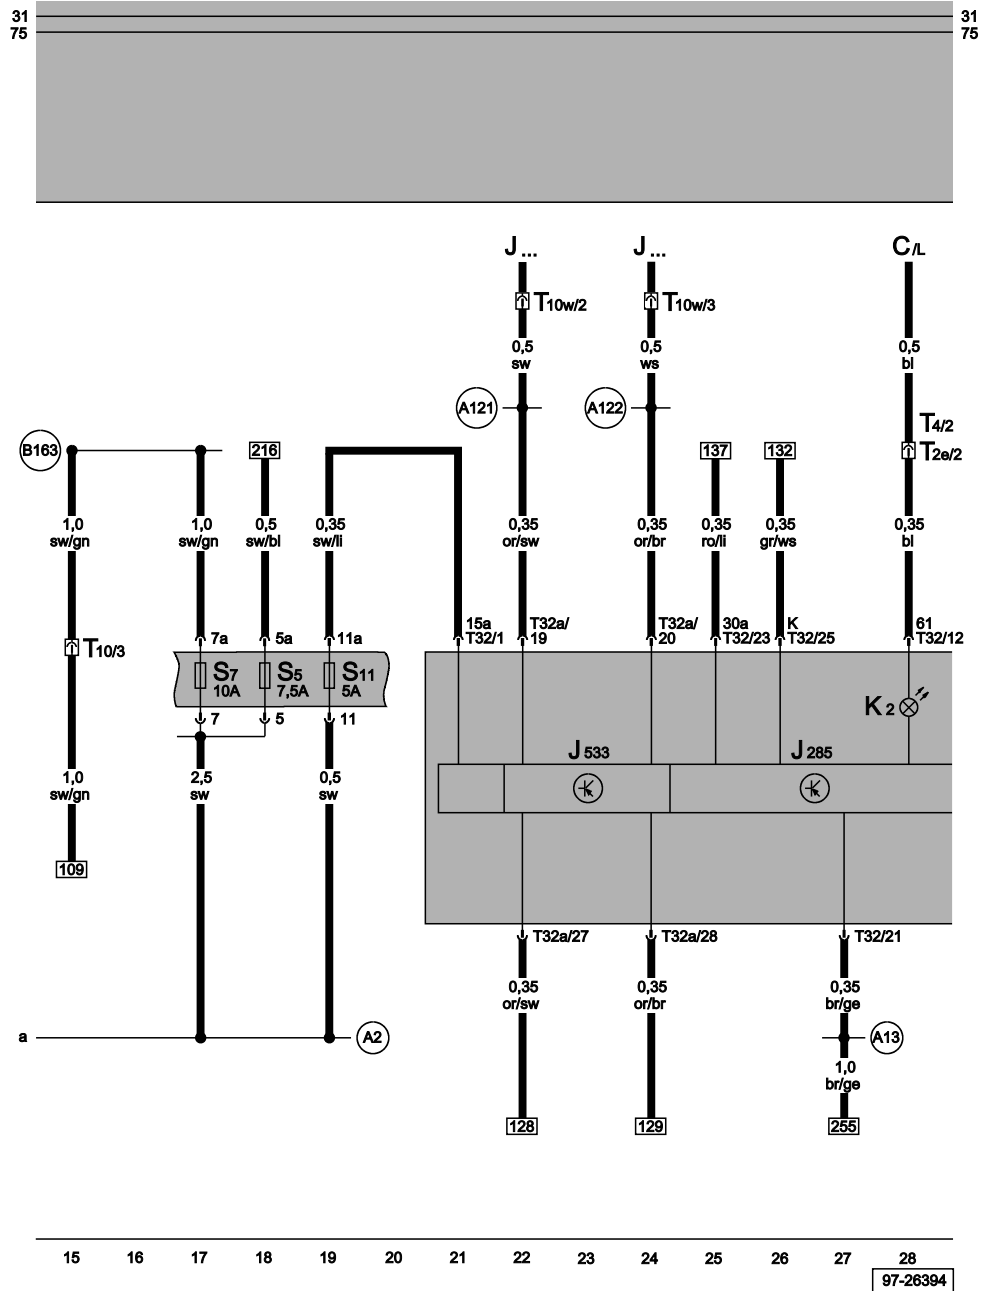 31 31
75 75
J... J... C/L
T10w/2 T10w/3
0,5 0,5 0,5
sw ws bl
A121 A122
T4/2
B163 216 137 132 T2e/2
1,0 1,0 0,5 0,35 0,35 0,35 0,35 0,35 0,35
sw/gn sw/gn sw/bl sw/li or/sw or/br ro/li gr/ws bl
15a T32a/ T32a/ 30a K 61
7a 5a 11a T32/1 19 20 T32/23 T32/25 T32/12
T10/3
S7 S5 S11
10A 7,5A 5A
K2
7 5 11
J533 J285
1,0 2,5 0,5
sw/gn sw sw
109
T32a/27 T32a/28 T32/21
0,35 0,35 0,35
or/sw or/br br/ge
a A2 A13
1,0
br/ge
128 129 255
15 16 17 18 19 20 21 22 23 24 25 26 27 28
97-26394